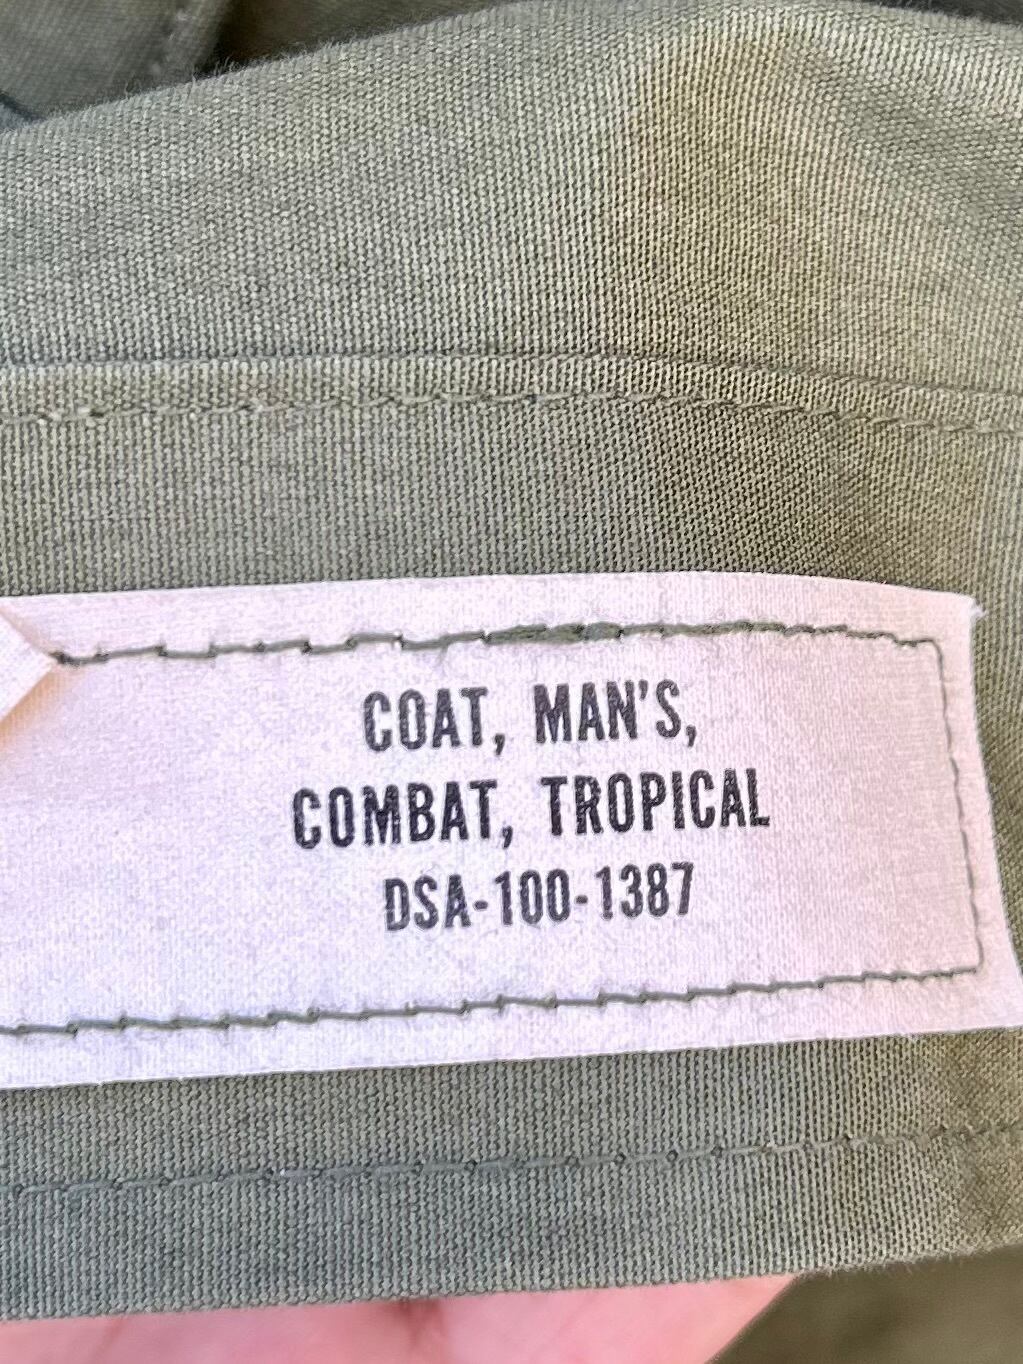 COAT, MAN'S,
COMBAT, TROPICAL
DSA-100-1387